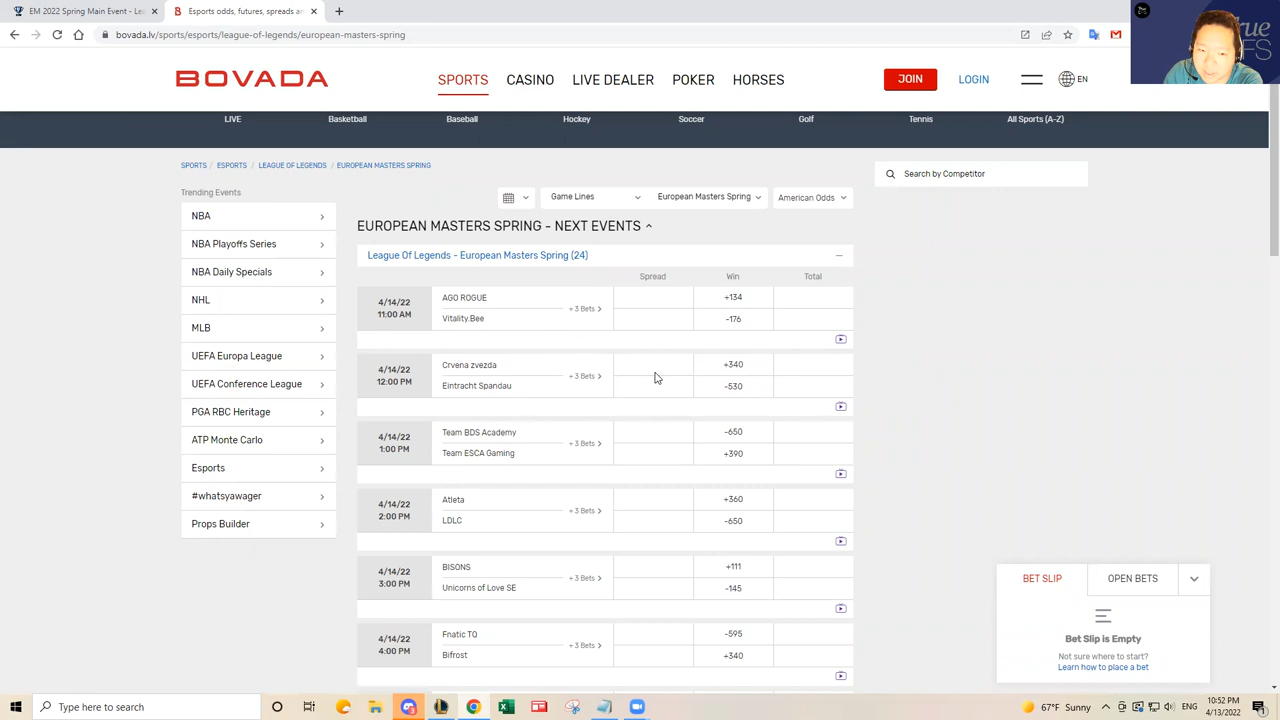 EM 2022 Spring Main Event - Lea
Esports odds, futures, spreads an
bovada.lv/sports/esports/league-of-legends/european-masters-spring
BOVADA
SPORTS CASINO LIVE DEALER POKER HORSES
JOIN LOGIN EN
LIVE Basketball Baseball Hockey Soccer Golf Tennis All Sports (A-Z)
SPORTS / ESPORTS / LEAGUE OF LEGENDS / EUROPEAN MASTERS SPRING
Search by Competitor
Trending Events
NBA
NBA Playoffs Series
NBA Daily Specials
NHL
MLB
UEFA Europa League
UEFA Conference League
PGA RBC Heritage
ATP Monte Carlo
Esports
#whatsyawager
Props Builder
Game Lines European Masters Spring American Odds
EUROPEAN MASTERS SPRING - NEXT EVENTS
League Of Legends - European Masters Spring (24)
Spread Win Total
4/14/22
11:00 AM
AGO ROGUE +134
+ 3 Bets
Vitality.Bee -176
4/14/22
12:00 PM
Crvena zvezda +340
+ 3 Bets
Eintracht Spandau -530
4/14/22
1:00 PM
Team BDS Academy -650
+ 3 Bets
Team ESCA Gaming +390
4/14/22
2:00 PM
Atleta +360
+ 3 Bets
LDLC -650
4/14/22
3:00 PM
BISONS +111
+ 3 Bets
Unicorns of Love SE -145
4/14/22
4:00 PM
Fnatic TQ -595
+ 3 Bets
Bifrost +340
BET SLIP OPEN BETS
Bet Slip is Empty
Not sure where to start?
Learn how to place a bet
Type here to search
67°F Sunny
ENG
10:52 PM
4/13/2022